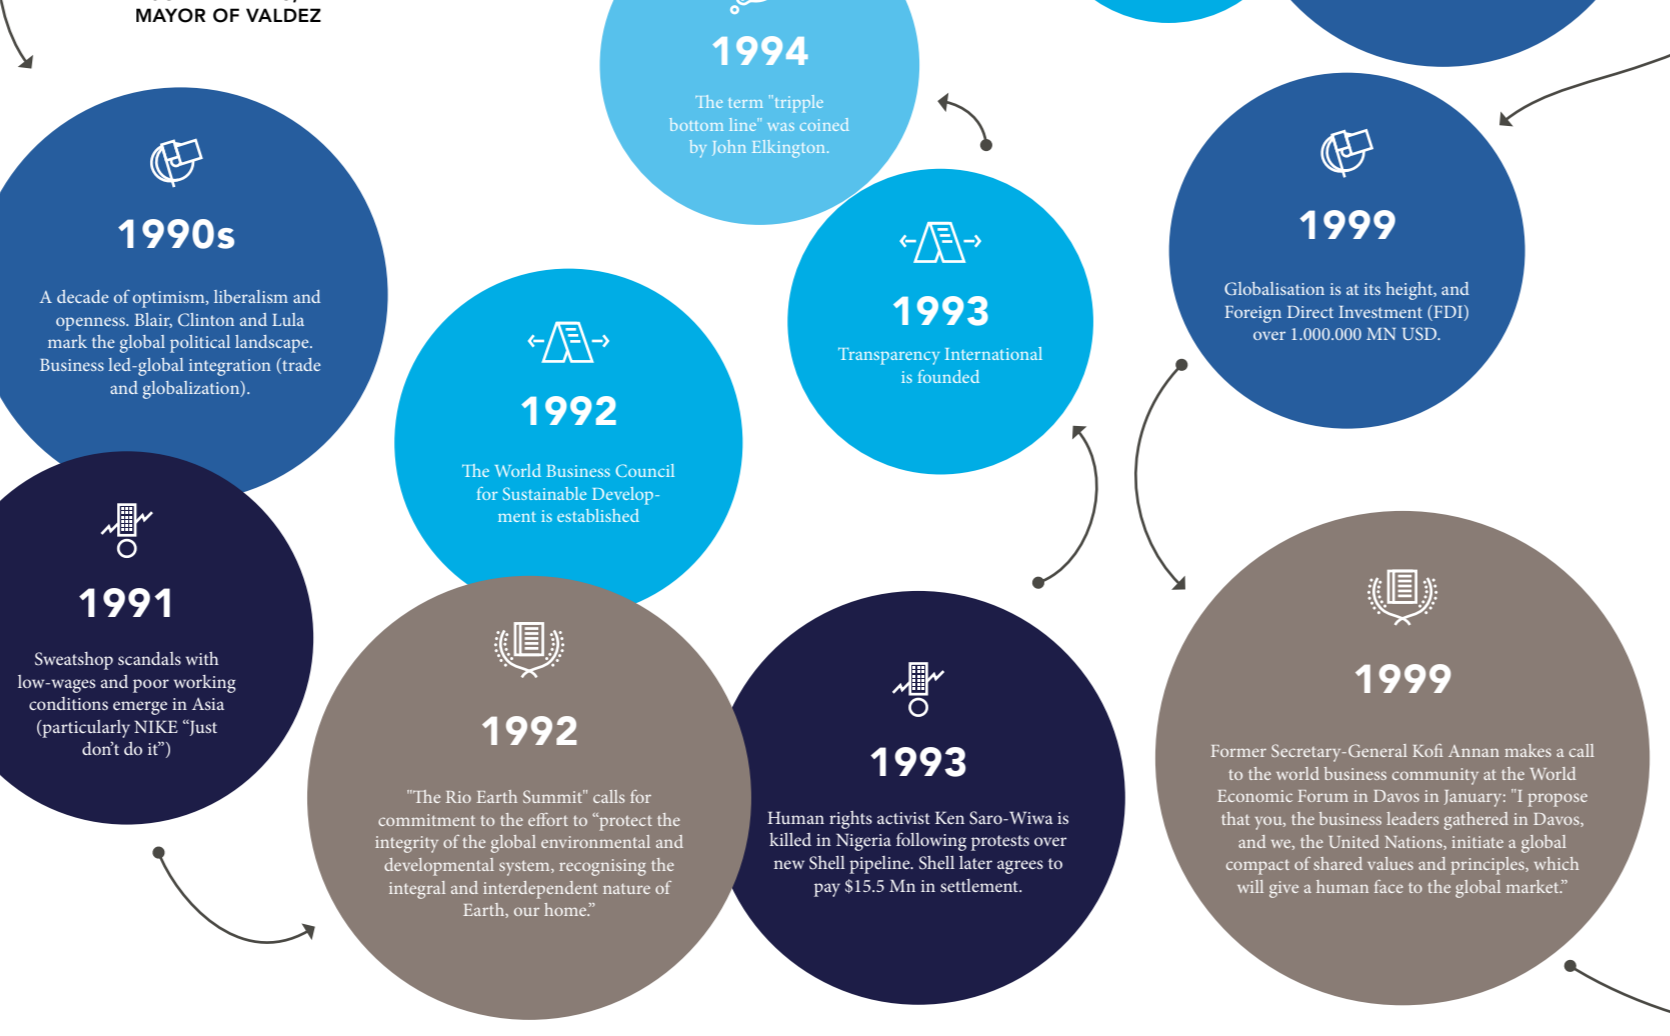 MAYOR OF VALDEZ
1990s
A decade of optimism, liberalism and
openness. Blair, Clinton and Lula
mark the global political landscape.
Business led-global integration (trade
and globalization).
1991
Sweatshop scandals with
low-wages and poor working
conditions emerge in Asia
(particularly NIKE “Just
don’t do it”)
1992
The World Business Council
for Sustainable Develop-
ment is established
1992
"The Rio Earth Summit" calls for
commitment to the effort to “protect the
integrity of the global environmental and
developmental system, recognising the
integral and interdependent nature of
Earth, our home.”
1993
Human rights activist Ken Saro-Wiwa is
killed in Nigeria following protests over
new Shell pipeline. Shell later agrees to
pay $15.5 Mn in settlement.
1993
Transparency International
is founded
1994
The term "tripple
bottom line" was coined
by John Elkington.
1999
Globalisation is at its height, and
Foreign Direct Investment (FDI)
over 1.000.000 MN USD.
1999
Former Secretary-General Kofi Annan makes a call
to the world business community at the World
Economic Forum in Davos in January: "I propose
that you, the business leaders gathered in Davos,
and we, the United Nations, initiate a global
compact of shared values and principles, which
will give a human face to the global market.”